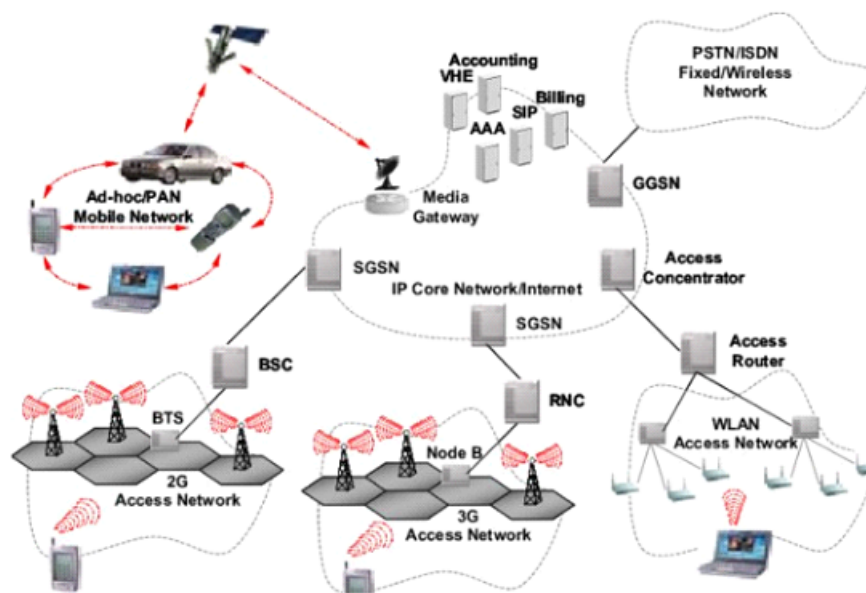 Accounting
VHE
Billing
SIP
AAA
PSTN/ISDN
Fixed/Wireless
Network
GGSN
Ad-hoc/PAN
Mobile Network
Media
Gateway
SGSN
IP Core Network/Internet
Access
Concentrator
SGSN
BSC
Access
Router
RNC
BTS
WLAN
Access Network
Node B
2G
Access Network
3G
Access Network